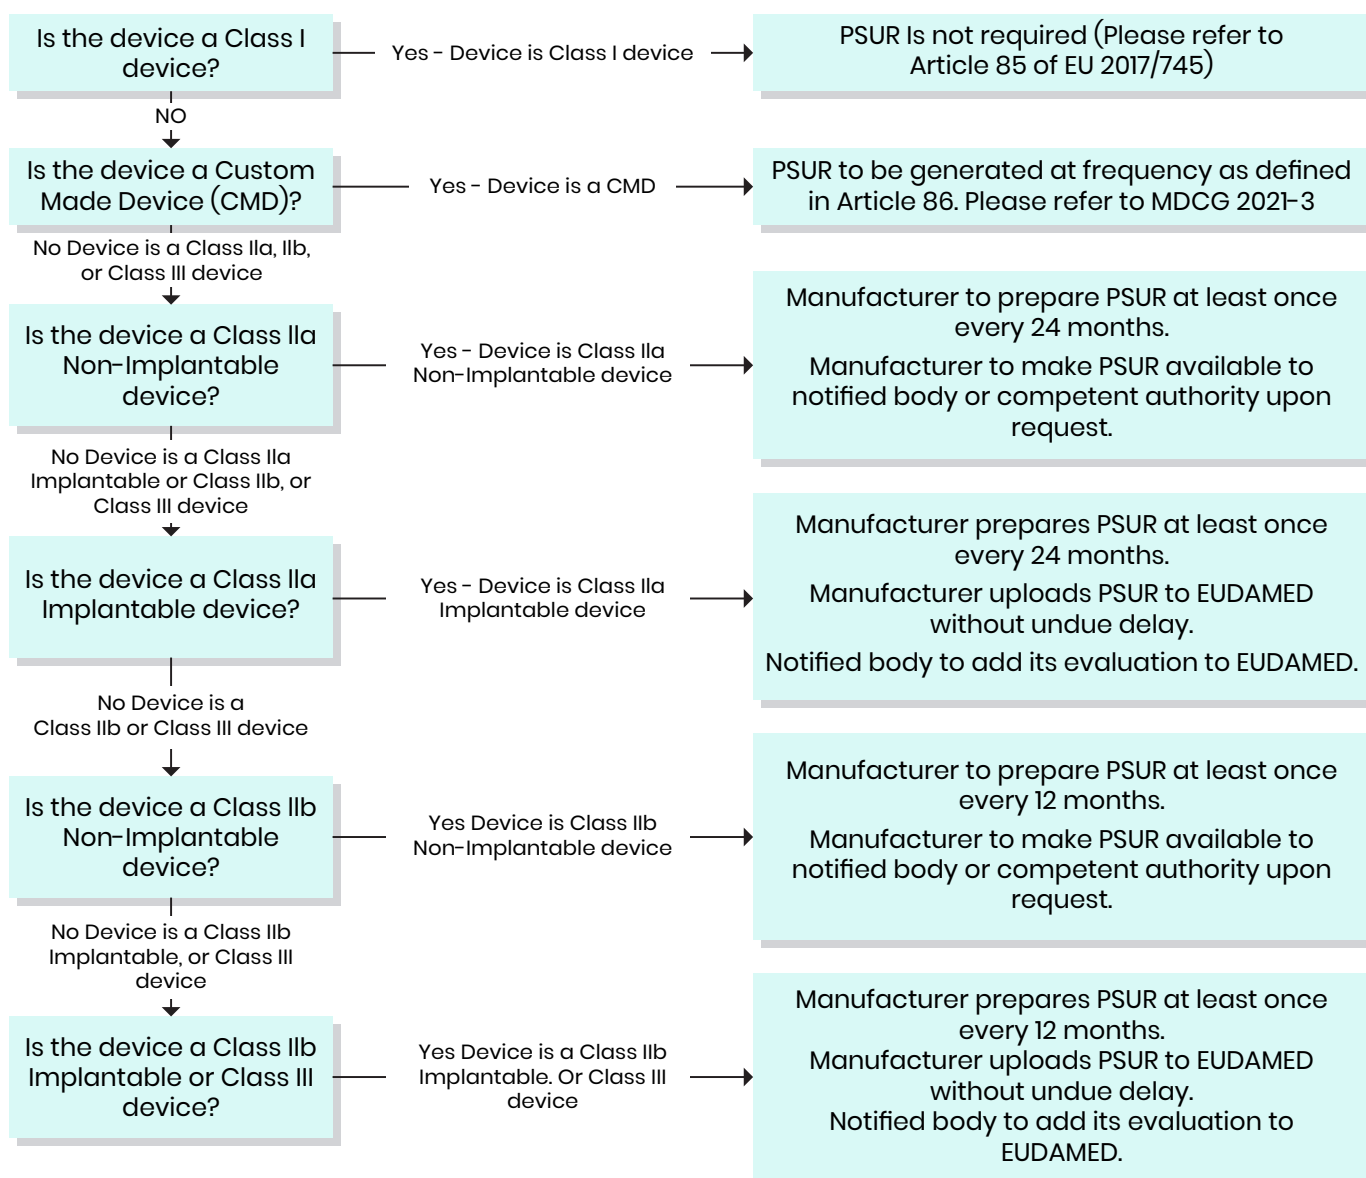 Is the device a Class I
device?
Yes - Device is Class I device
PSUR Is not required (Please refer to
Article 85 of EU 2017/745)
NO
Is the device a Custom
Made Device (CMD)?
Yes - Device is a CMD
PSUR to be generated at frequency as defined
in Article 86. Please refer to MDCG 2021-3
No Device is a Class IIa, IIb,
or Class III device
Is the device a Class IIa
Non-Implantable
device?
Yes - Device is Class IIa
Non-Implantable device
Manufacturer to prepare PSUR at least once
every 24 months.
Manufacturer to make PSUR available to
notified body or competent authority upon
request.
No Device is a Class IIa
Implantable or Class IIb, or
Class III device
Is the device a Class IIa
Implantable device?
Yes - Device is Class IIa
Implantable device
Manufacturer prepares PSUR at least once
every 24 months.
Manufacturer uploads PSUR to EUDAMED
without undue delay.
Notified body to add its evaluation to EUDAMED.
No Device is a
Class IIb or Class III device
Is the device a Class IIb
Non-Implantable
device?
Yes Device is Class IIb
Non-Implantable device
Manufacturer to prepare PSUR at least once
every 12 months.
Manufacturer to make PSUR available to
notified body or competent authority upon
request.
No Device is a Class IIb
Implantable, or Class III
device
Is the device a Class IIb
Implantable or Class III
device?
Yes Device is a Class IIb
Implantable. Or Class III
device
Manufacturer prepares PSUR at least once
every 12 months.
Manufacturer uploads PSUR to EUDAMED
without undue delay.
Notified body to add its evaluation to
EUDAMED.